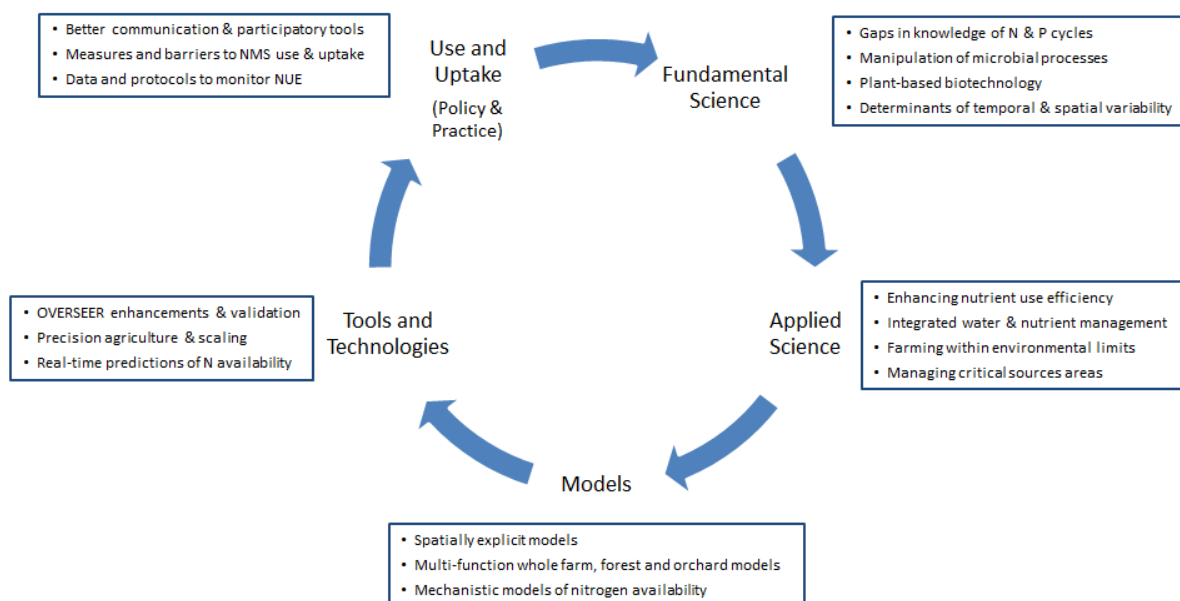 • Better communication & participatory tools
• Measures and barriers to NMS use & uptake
• Data and protocols to monitor NUE
Use and
Uptake
(Policy &
Practice)
Fundamental
Science
• Gaps in knowledge of N & P cycles
• Manipulation of microbial processes
• Plant-based biotechnology
• Determinants of temporal & spatial variability
• OVERSEER enhancements & validation
• Precision agriculture & scaling
• Real-time predictions of N availability
Tools and
Technologies
Applied
Science
• Enhancing nutrient use efficiency
• Integrated water & nutrient management
• Farming within environmental limits
• Managing critical sources areas
Models
• Spatially explicit models
• Multi-function whole farm, forest and orchard models
• Mechanistic models of nitrogen availability